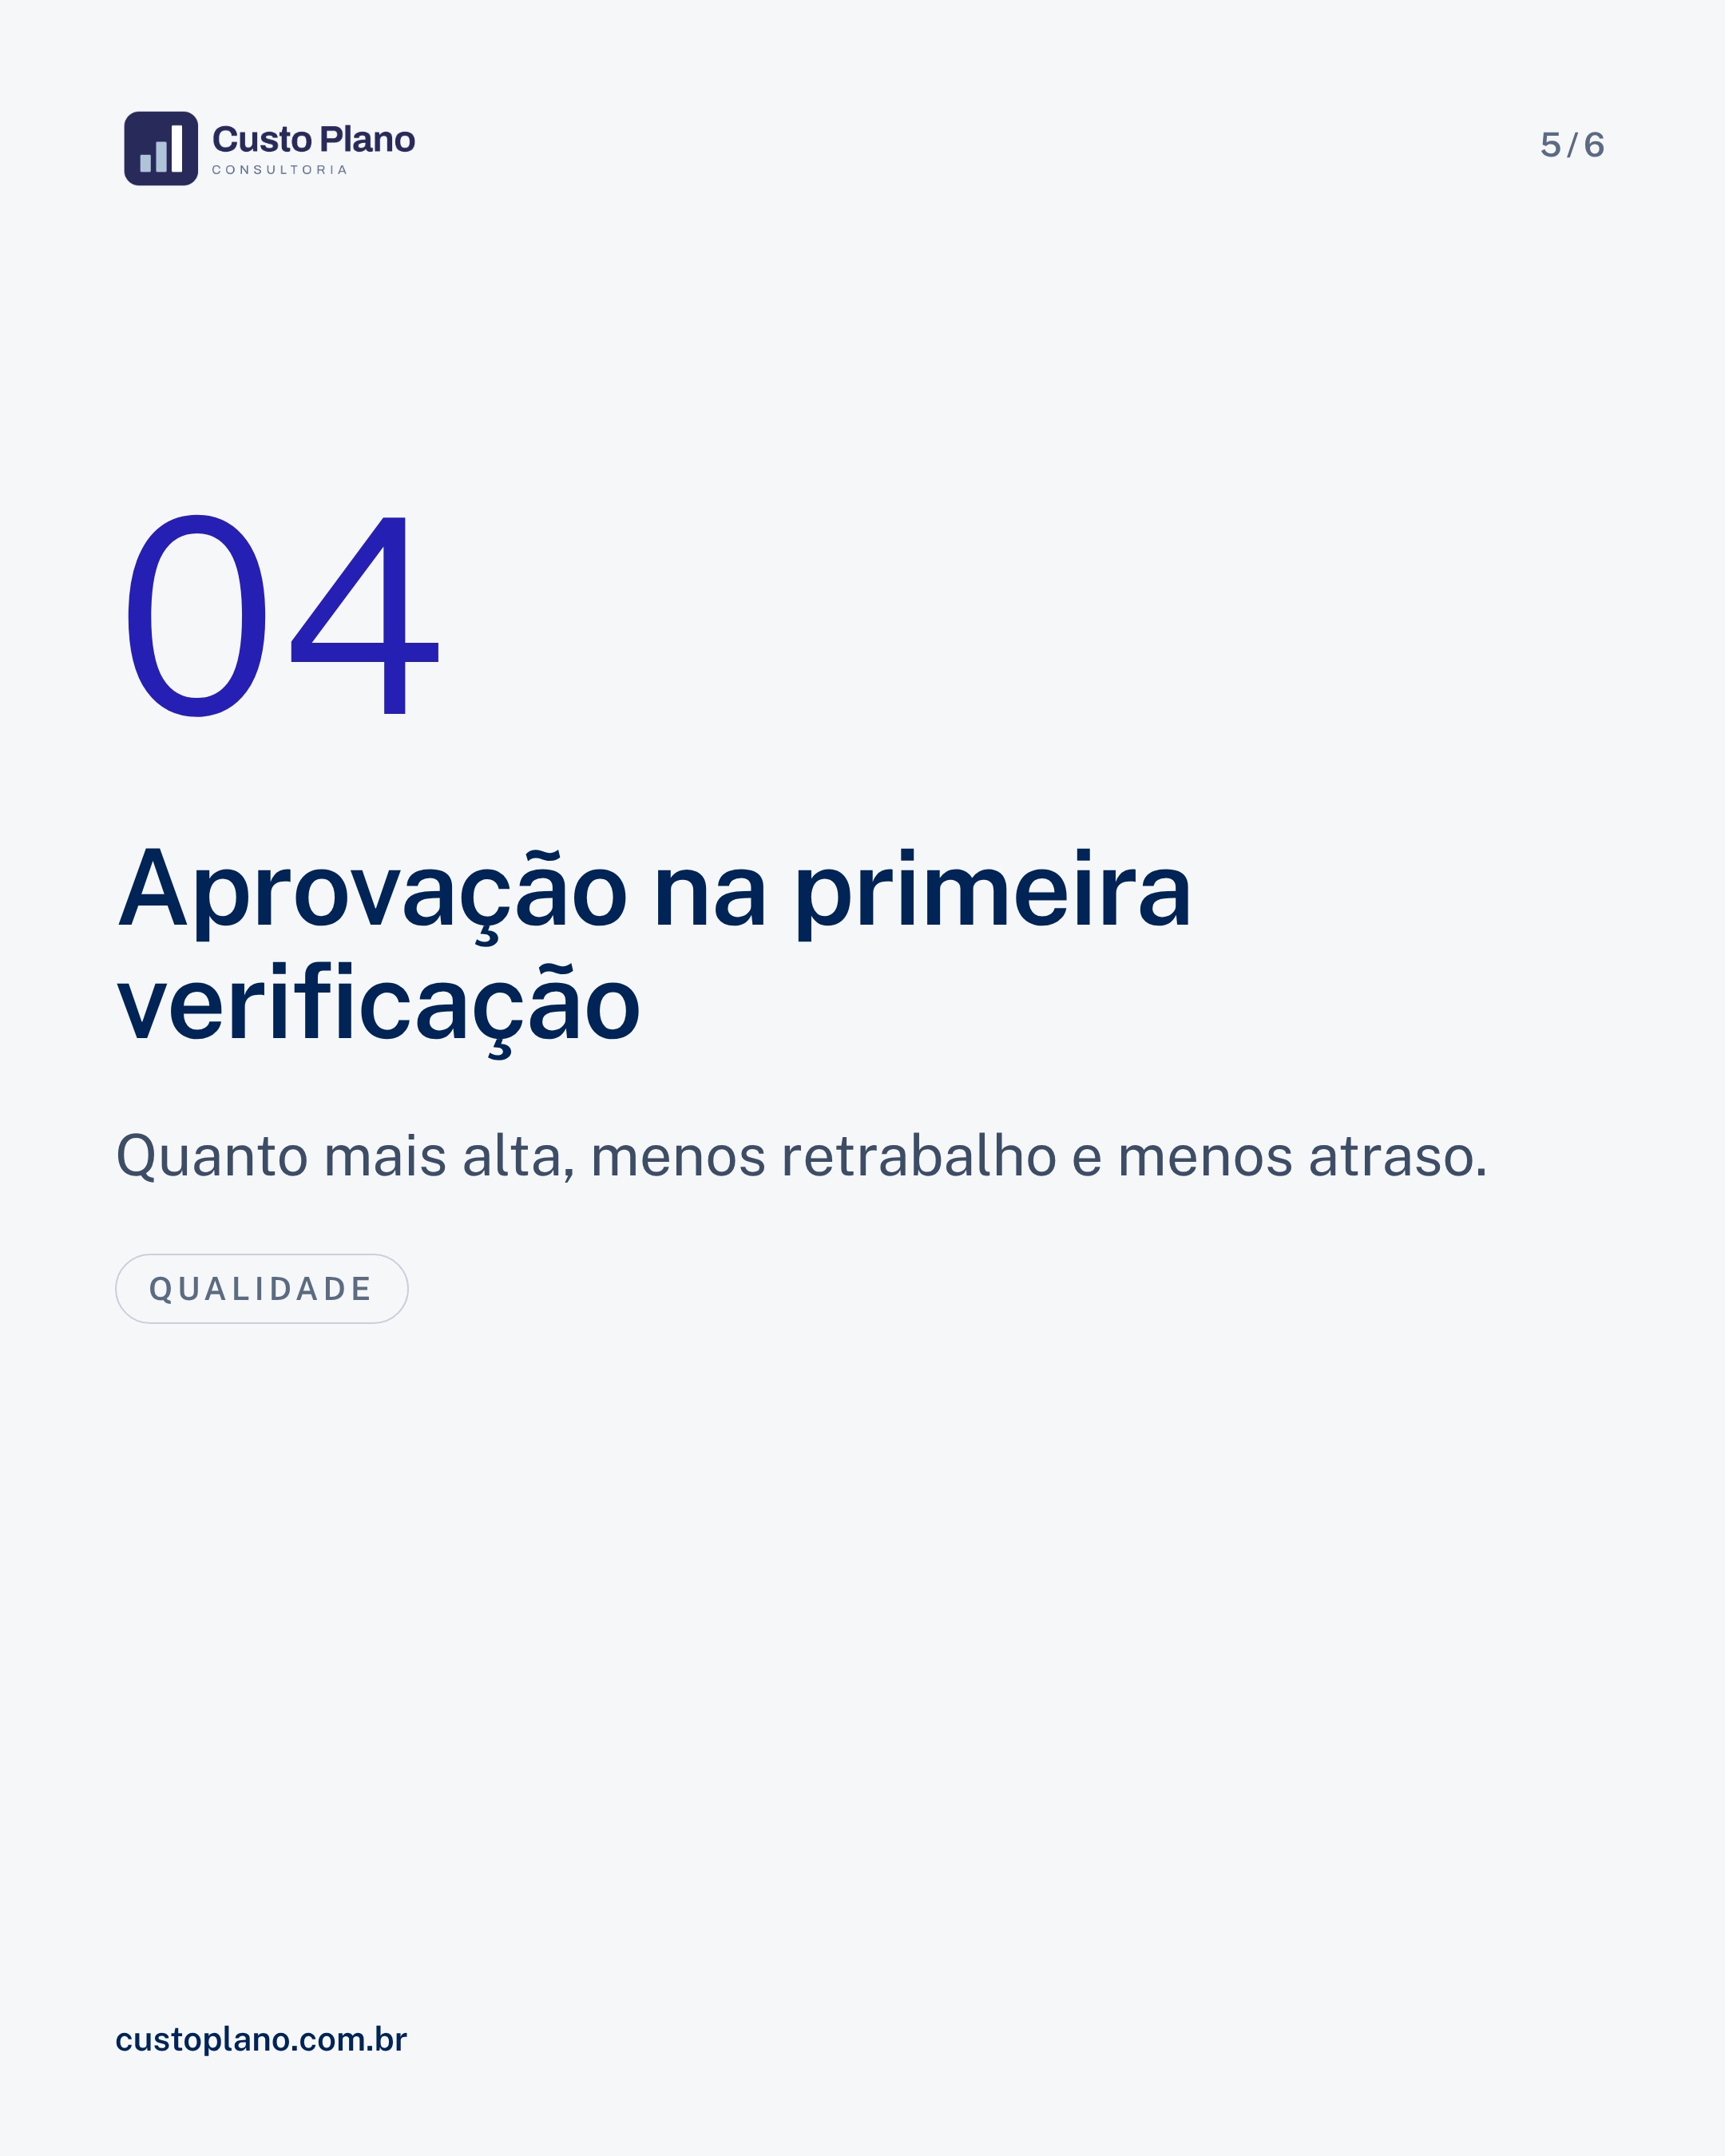 Custo Plano
CONSULTORIA
5/6
04
Aprovação na primeira
verificação
Quanto mais alta, menos retrabalho e menos atraso.
QUALIDADE
custoplano.com.br